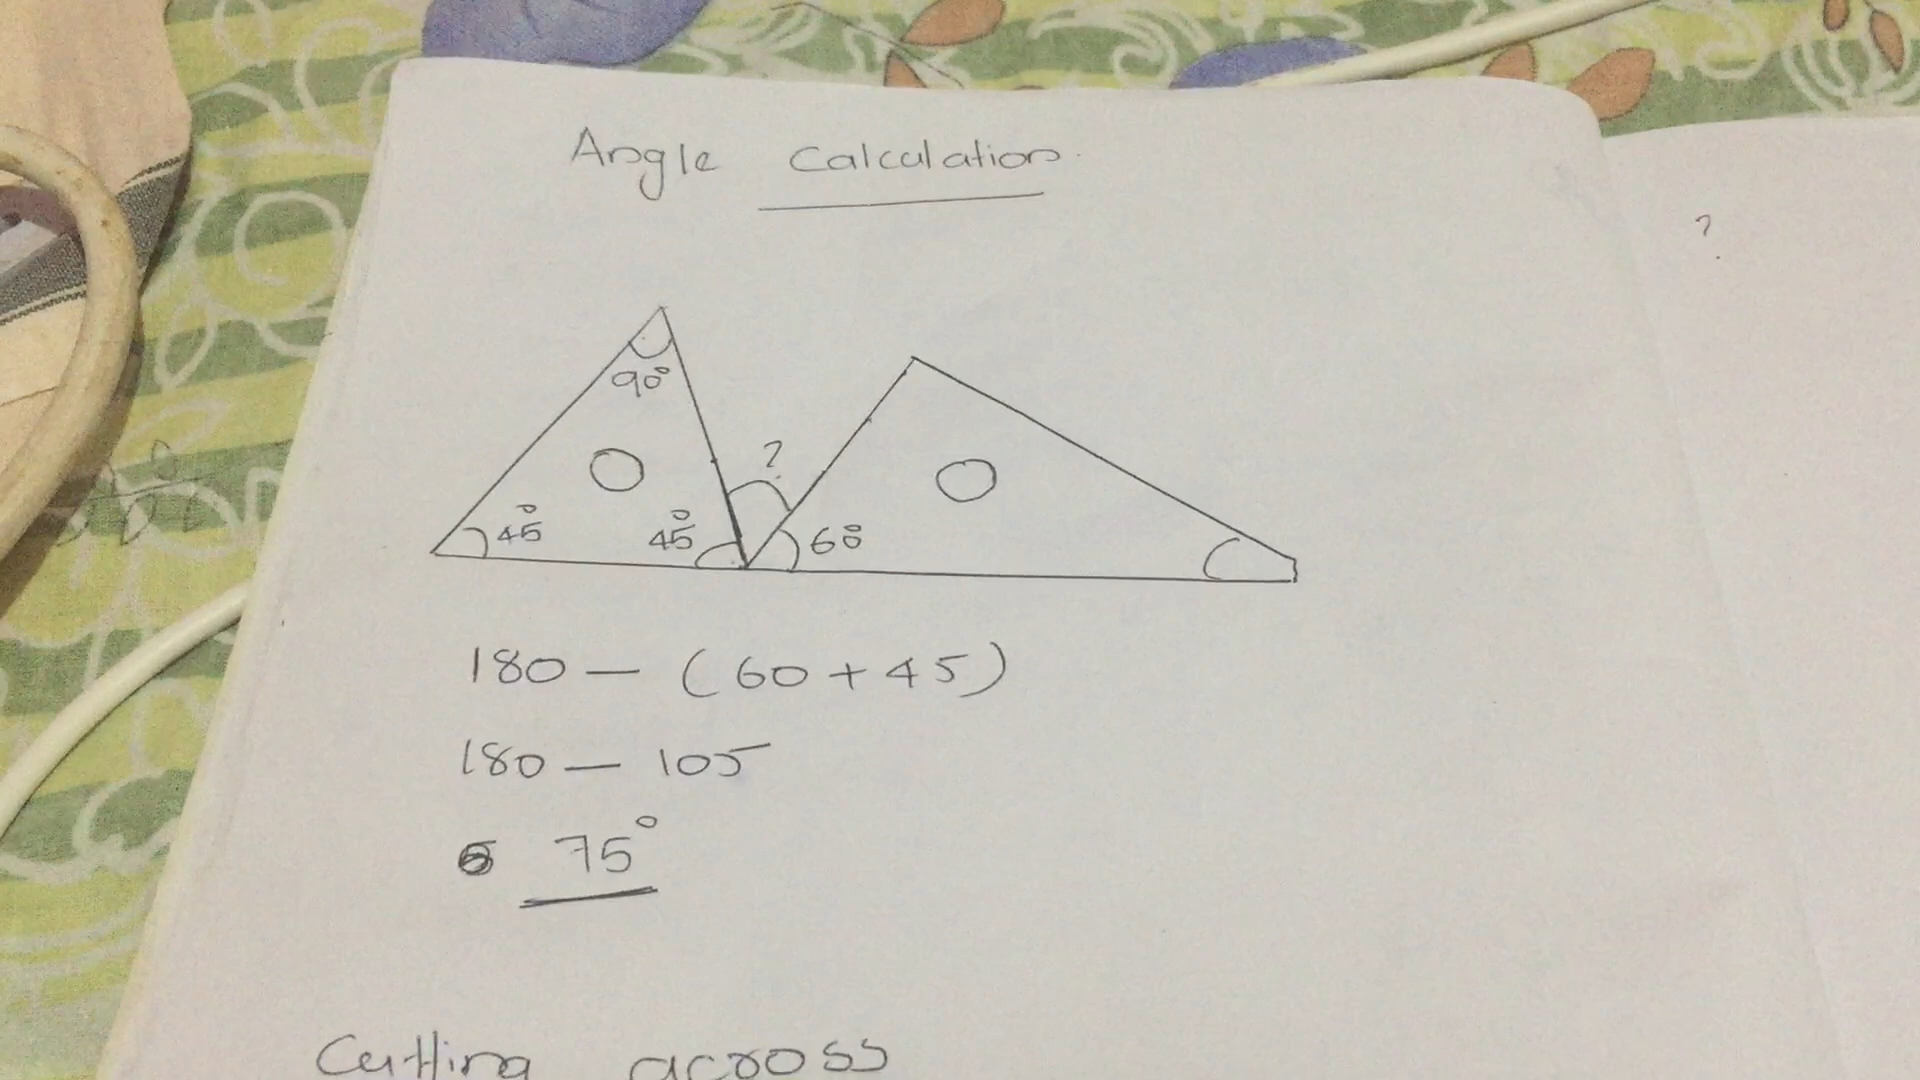 Angle Calculation.
?
90°
?
45° 45° 60°
180 — (60 + 45)
180 — 105
75°
Cutting across